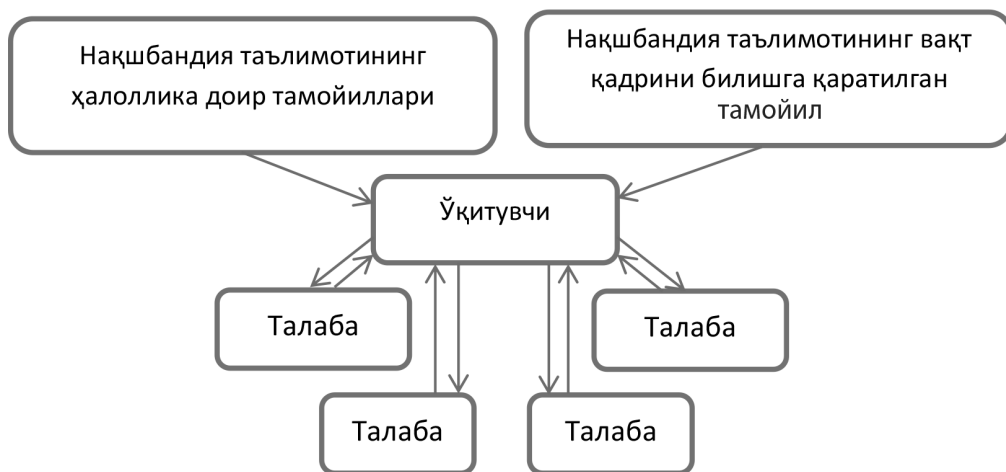 Нақшбандия таълимотининг
ҳалоллика доир тамойиллари
Нақшбандия таълимотининг вақт
қадрини билишга қаратилган
тамойил
Ўқитувчи
Талаба
Талаба
Талаба
Талаба